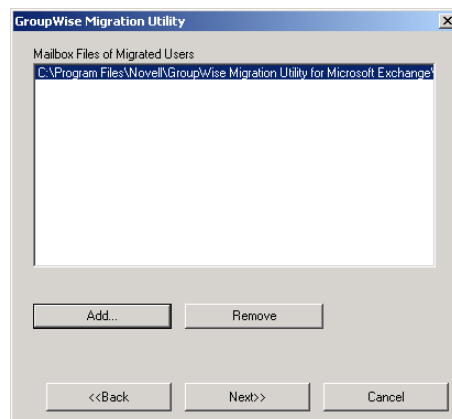 GroupWise Migration Utility
Mailbox Files of Migrated Users
C:\Program Files\Novell\GroupWise Migration Utility for Microsoft Exchange\
Add... Remove
<<Back Next>> Cancel